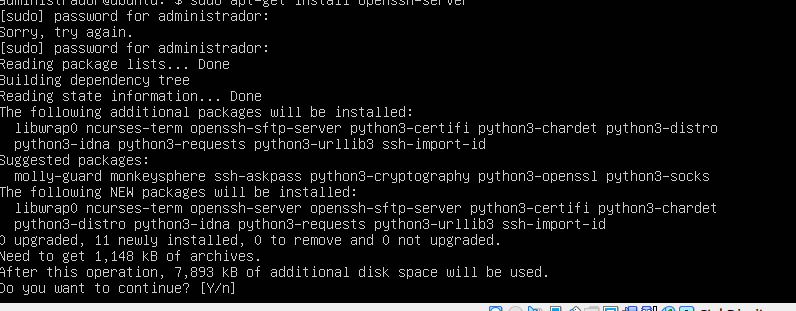 administrador@ubuntu:~$ sudo apt-get install openssh-server
[sudo] password for administrador:
Sorry, try again.
[sudo] password for administrador:
Reading package lists... Done
Building dependency tree
Reading state information... Done
The following additional packages will be installed:
  libwrap0 ncurses-term openssh-sftp-server python3-certifi python3-chardet python3-distro
  python3-idna python3-requests python3-urllib3 ssh-import-id
Suggested packages:
  molly-guard monkeysphere ssh-askpass python3-cryptography python3-openssl python3-socks
The following NEW packages will be installed:
  libwrap0 ncurses-term openssh-server openssh-sftp-server python3-certifi python3-chardet
  python3-distro python3-idna python3-requests python3-urllib3 ssh-import-id
0 upgraded, 11 newly installed, 0 to remove and 0 not upgraded.
Need to get 1,148 kB of archives.
After this operation, 7,893 kB of additional disk space will be used.
Do you want to continue? [Y/n]